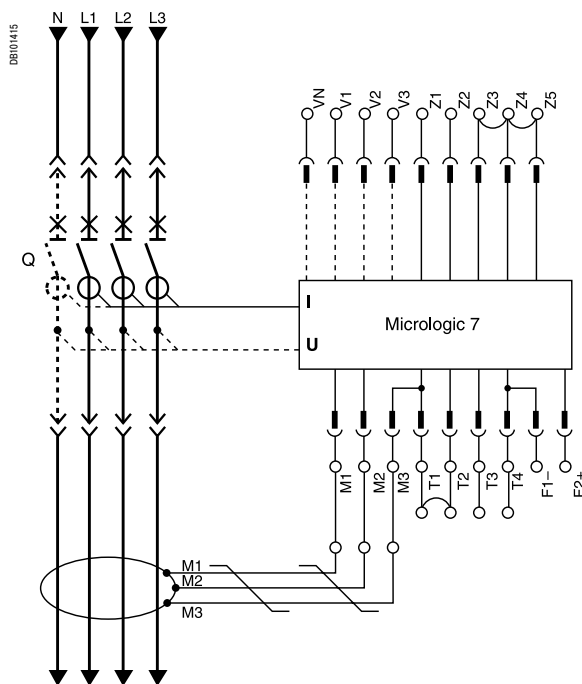 DB101415
N L1 L2 L3
VN V1 V2 V3 Z1 Z2 Z3 Z4 Z5
Q
I
Micrologic 7
U
M1 M2 M3 T1 T2 T3 T4 F1– F2+
M1
M2
M3